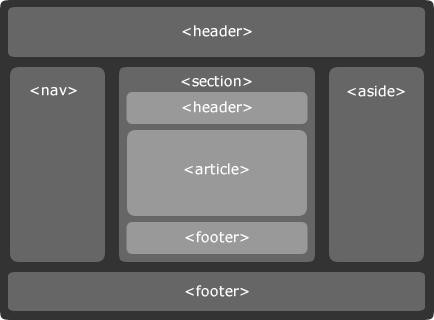 <header>
<nav>
<section>
<aside>
<header>
<article>
<footer>
<footer>